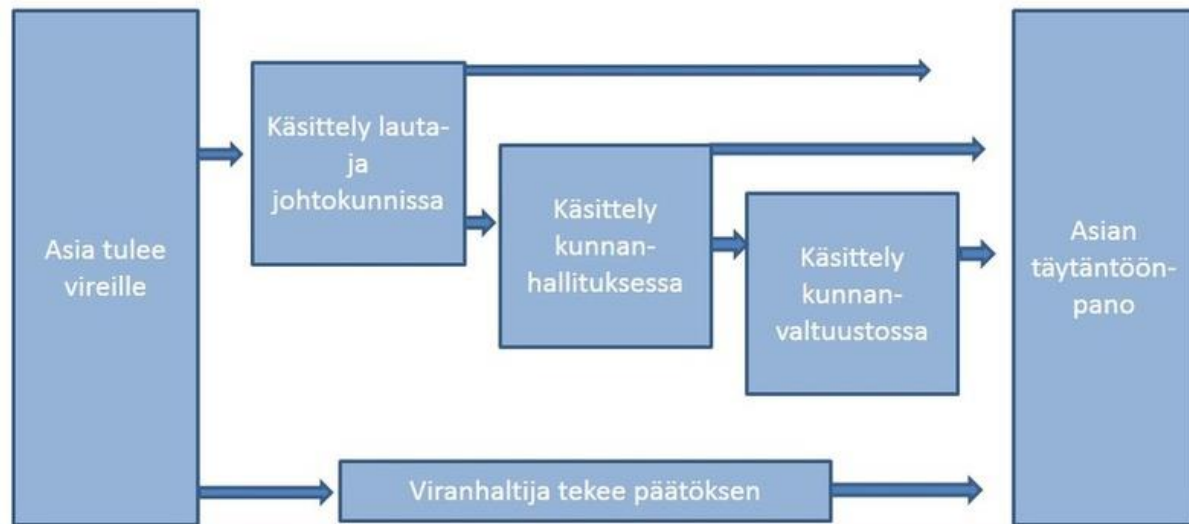 Asia tulee
vireille
Käsittely lauta-
ja
johtokunnissa
Käsittely
kunnan-
hallituksessa
Käsittely
kunnan-
valtuustossa
Viranhaltija tekee päätöksen
Asian
täytäntöön-
pano